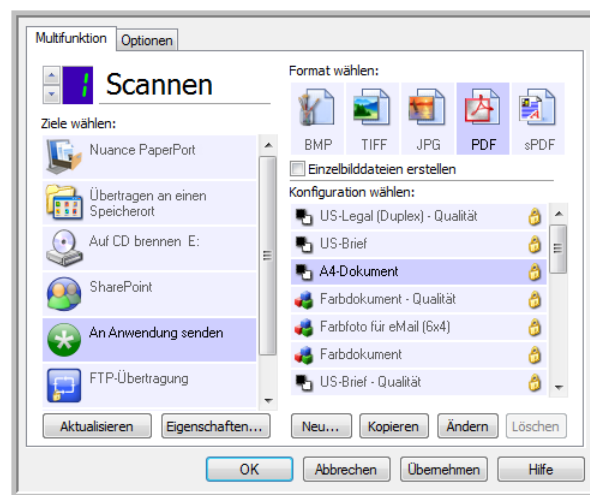 Multifunktion Optionen
1 Scannen
Ziele wählen:
Nuance PaperPort
Übertragen an einen
Speicherort
Auf CD brennen E:
SharePoint
An Anwendung senden
FTP-Übertragung
Aktualisieren Eigenschaften...
Format wählen:
BMP TIFF JPG PDF sPDF
Einzelbilddateien erstellen
Konfiguration wählen:
US-Legal (Duplex) - Qualität
US-Brief
A4-Dokument
Farbdokument - Qualität
Farbfoto für eMail (6x4)
Farbdokument
US-Brief - Qualität
Neu... Kopieren Ändern Löschen
OK Abbrechen Übernehmen Hilfe